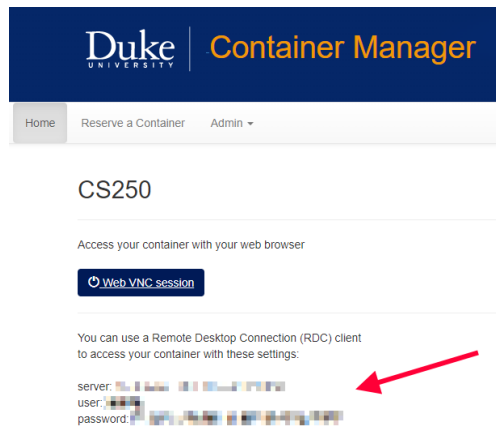 Duke
UNIVERSITY
Container Manager
Home Reserve a Container Admin
CS250
Access your container with your web browser
Web VNC session
You can use a Remote Desktop Connection (RDC) client
to access your container with these settings:
server:
user:
password: